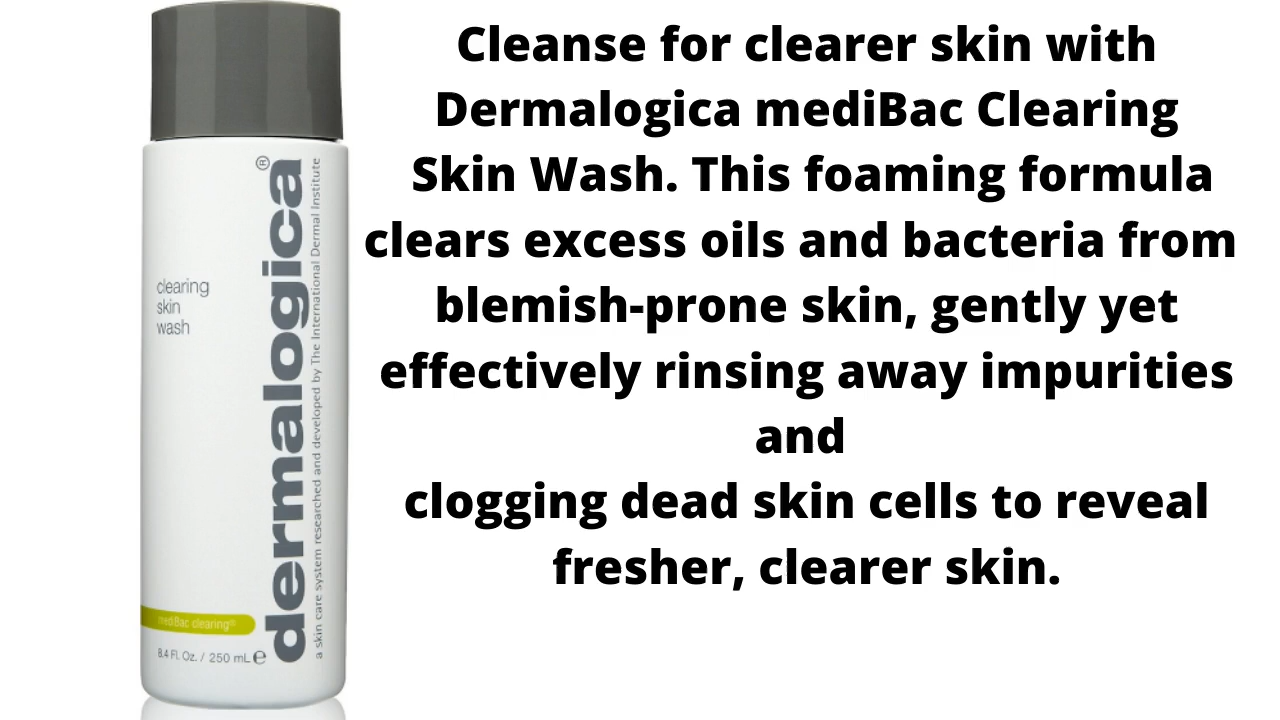 Cleanse for clearer skin with
Dermalogica mediBac Clearing
Skin Wash. This foaming formula
clears excess oils and bacteria from
blemish-prone skin, gently yet
effectively rinsing away impurities
and
clogging dead skin cells to reveal
fresher, clearer skin.
clearing
skin
wash
dermalogica®
a skin care system researched and developed by The International Dermal Institute
mediBac clearing®
8.4 Fl. Oz. / 250 mL ℮